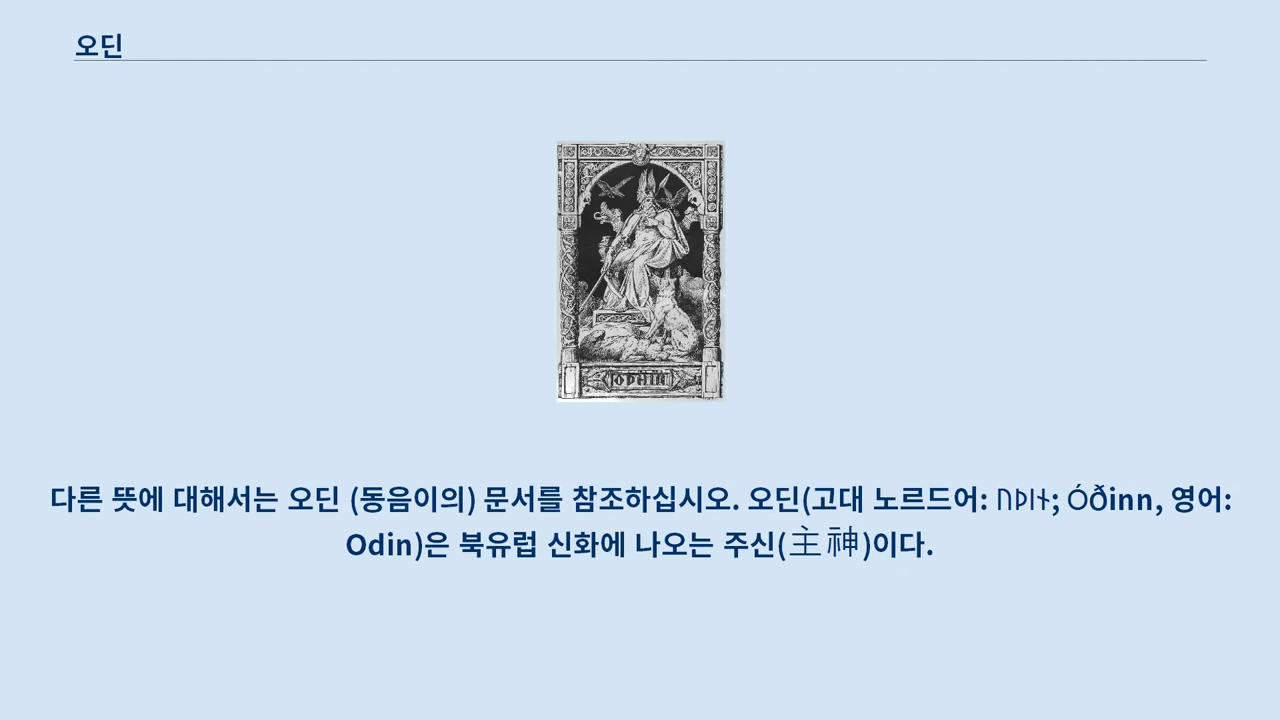 오딘
다른 뜻에 대해서는 오딘 (동음이의) 문서를 참조하십시오. 오딘(고대 노르드어: ᚢᚦᛁᚾ; Óðinn, 영어:
Odin)은 북유럽 신화에 나오는 주신(主神)이다.